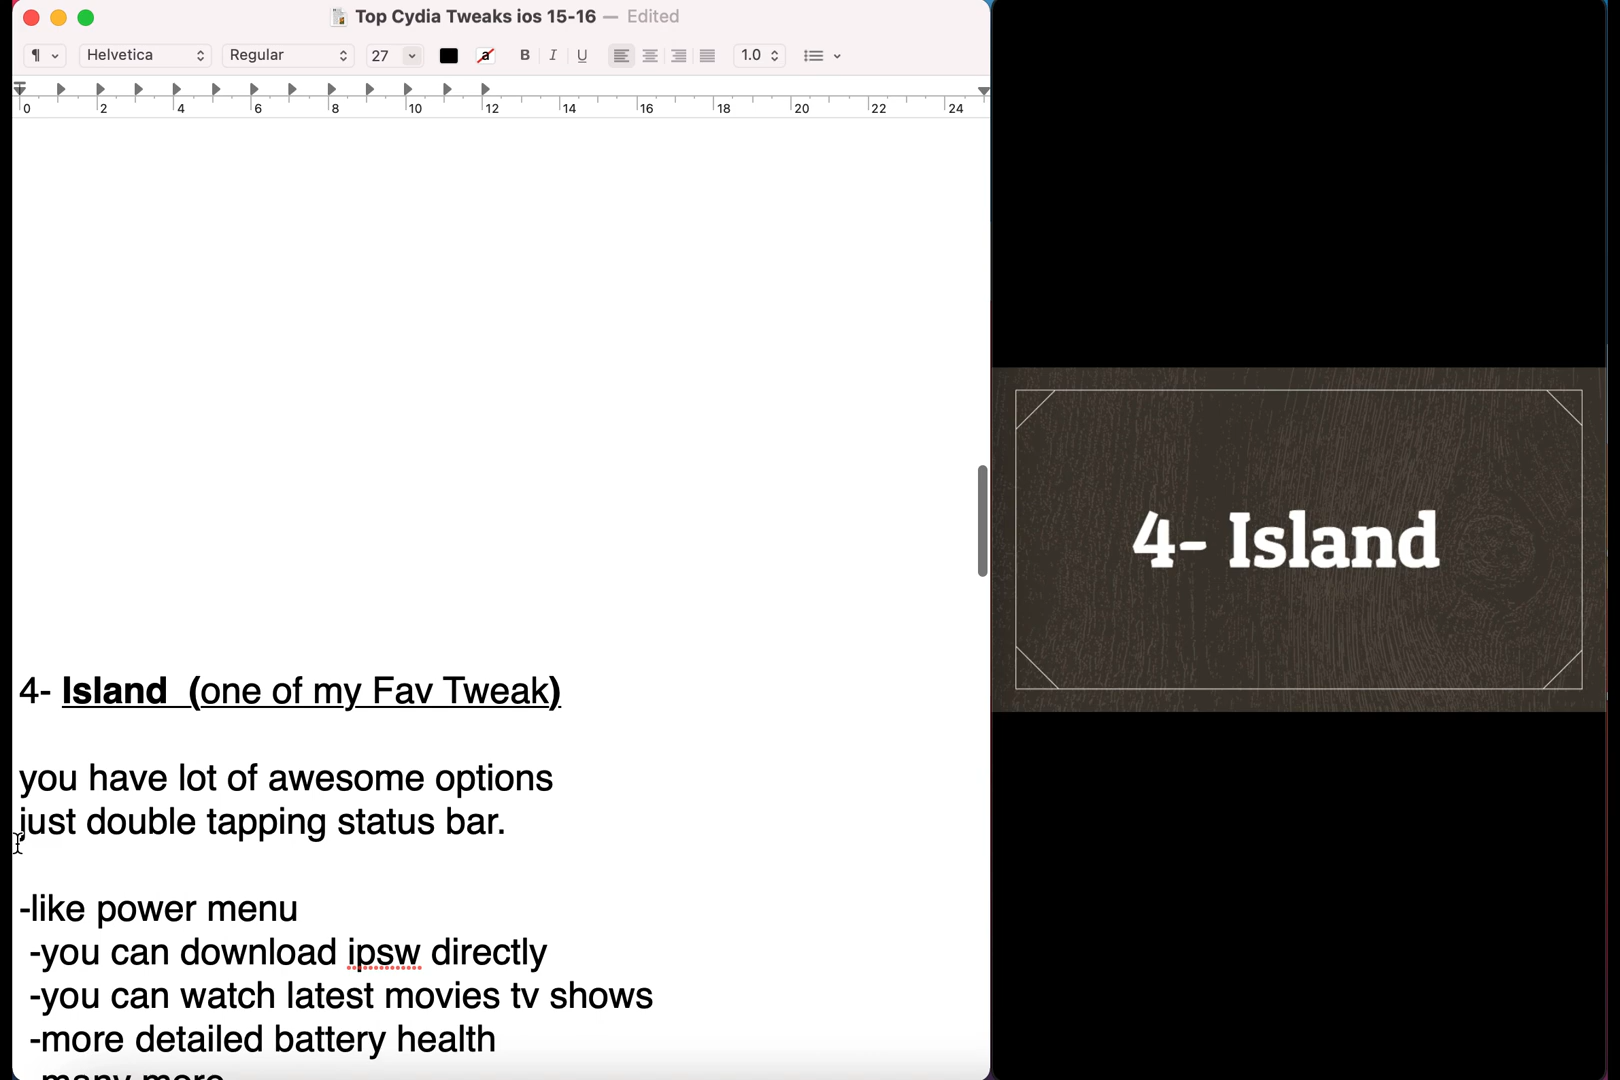 Top Cydia Tweaks ios 15-16 — Edited
¶ Helvetica Regular 27 a B I U 1.0
0 2 4 6 8 10 12 14 16 18 20 22 24
4- Island
4- Island (one of my Fav Tweak)
you have lot of awesome options
just double tapping status bar.
-like power menu
-you can download ipsw directly
-you can watch latest movies tv shows
-more detailed battery health
-many more